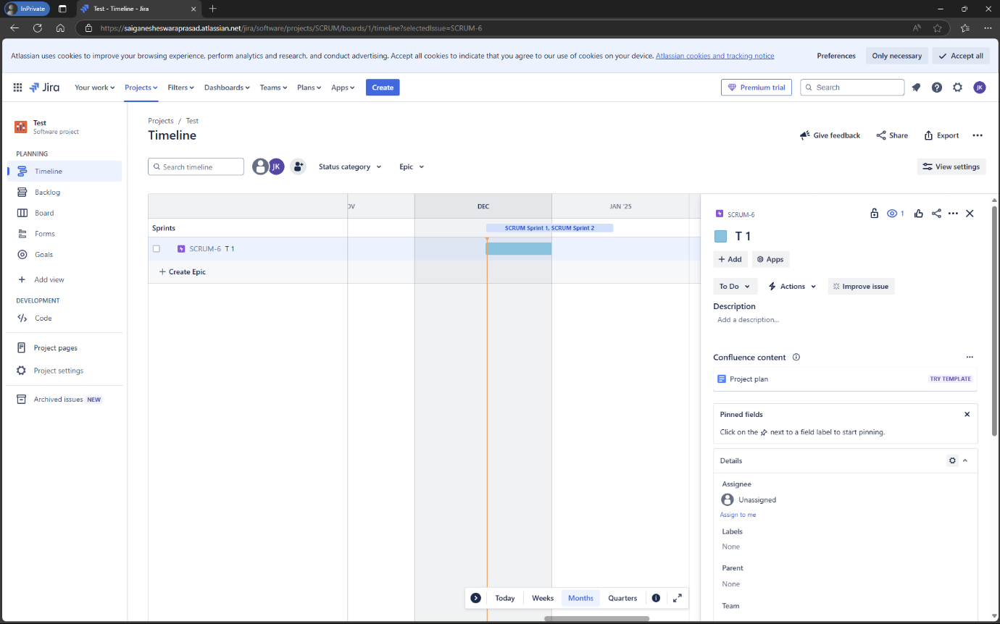 InPrivate
Test - Timeline - Jira
https://saiganesheswaraprasad.atlassian.net/jira/software/projects/SCRUM/boards/1/timeline?selectedIssue=SCRUM-6
Atlassian uses cookies to improve your browsing experience, perform analytics and research, and conduct advertising. Accept all cookies to indicate that you agree to our use of cookies on your device. Atlassian cookies and tracking notice
Preferences
Only necessary
Accept all
Jira
Your work
Projects
Filters
Dashboards
Teams
Plans
Apps
Create
Premium trial
Search
JK
Test
Software project
PLANNING
Timeline
Backlog
Board
Forms
Goals
Add view
DEVELOPMENT
Code
Project pages
Project settings
Archived issues NEW
Projects / Test
Timeline
Give feedback
Share
Export
Search timeline
JK
Status category
Epic
View settings
OV
DEC
JAN '25
Sprints
SCRUM Sprint 1, SCRUM Sprint 2
SCRUM-6 T 1
+ Create Epic
Today
Weeks
Months
Quarters
SCRUM-6
1
T 1
+ Add
Apps
To Do
Actions
Improve issue
Description
Add a description...
Confluence content
Project plan
TRY TEMPLATE
Pinned fields
Click on the next to a field label to start pinning.
Details
Assignee
Unassigned
Assign to me
Labels
None
Parent
None
Team